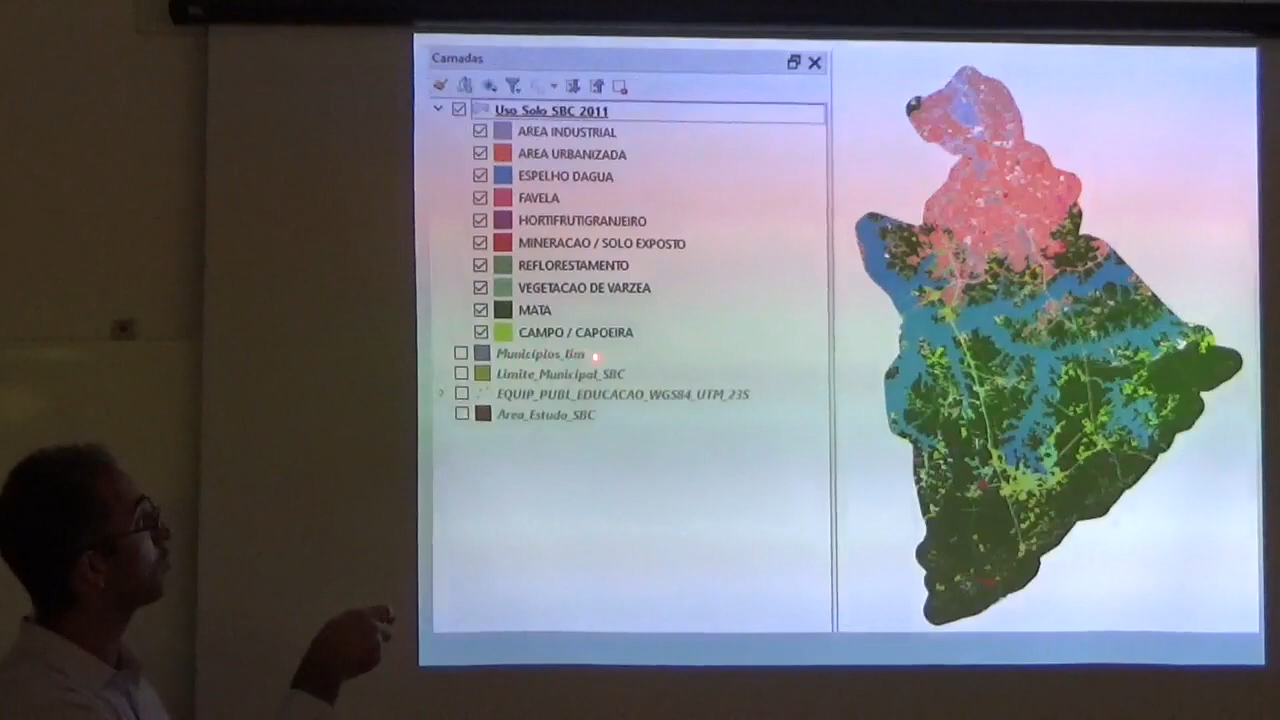 Camadas
Uso Solo SBC 2011
AREA INDUSTRIAL
AREA URBANIZADA
ESPELHO DAGUA
FAVELA
HORTIFRUTIGRANJEIRO
MINERACAO / SOLO EXPOSTO
REFLORESTAMENTO
VEGETACAO DE VARZEA
MATA
CAMPO / CAPOEIRA
Municipios_lim
Limite_Municipal_SBC
EQUIP_PUBL_EDUCACAO_WGS84_UTM_23S
Area_Estudo_SBC